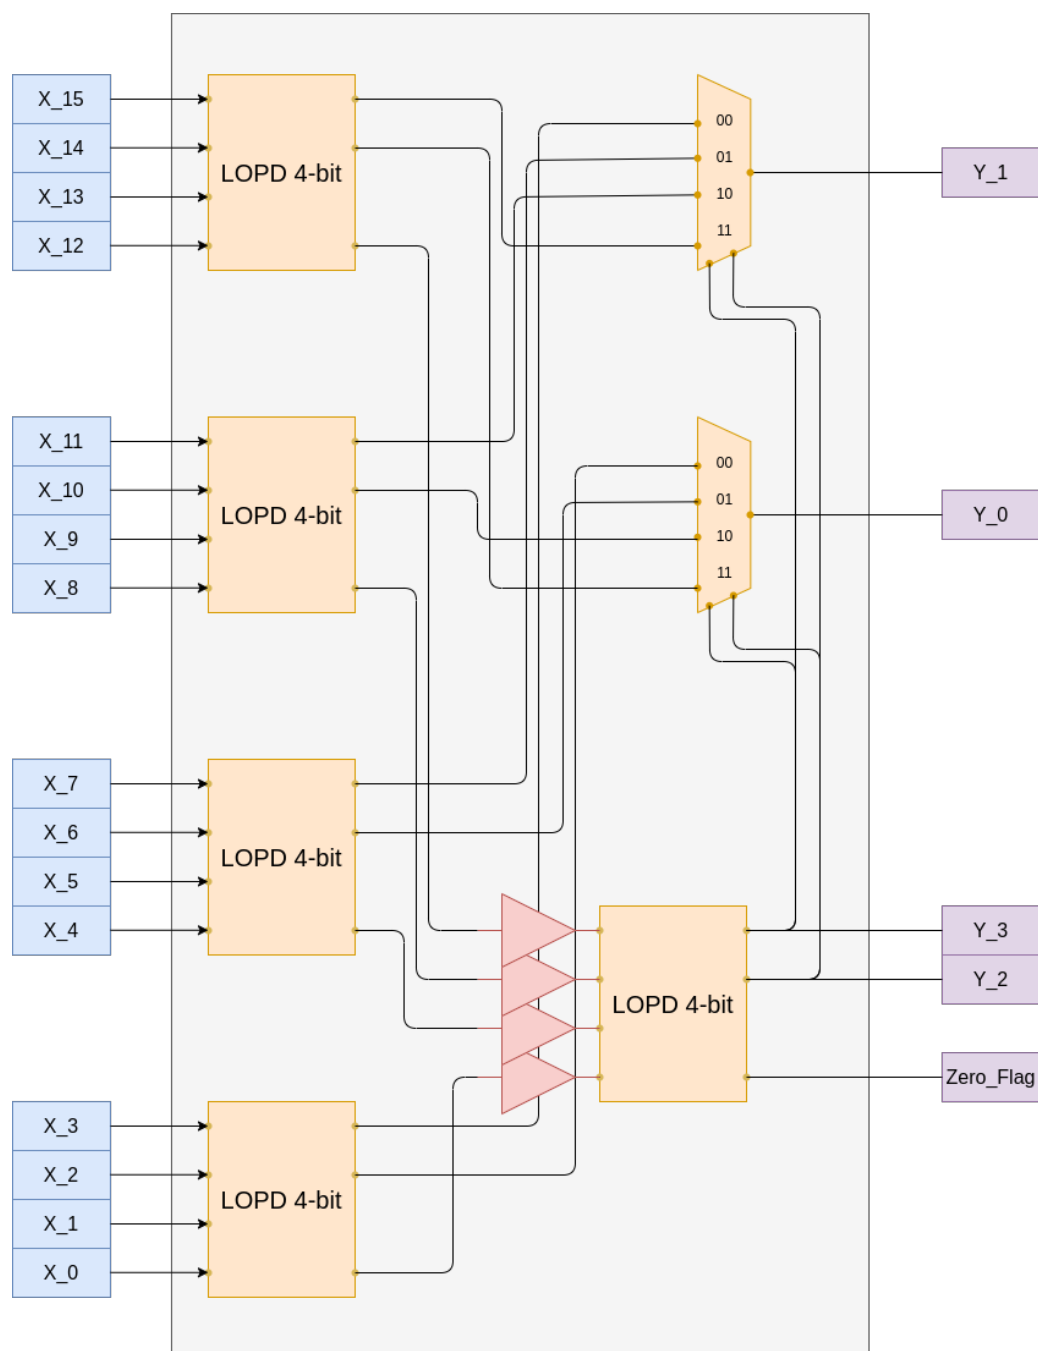 X_15
X_14
X_13
X_12
LOPD 4-bit
00
01
10
11
Y_1
X_11
X_10
X_9
X_8
LOPD 4-bit
00
01
10
11
Y_0
X_7
X_6
X_5
X_4
LOPD 4-bit
LOPD 4-bit
Y_3
Y_2
Zero_Flag
X_3
X_2
X_1
X_0
LOPD 4-bit